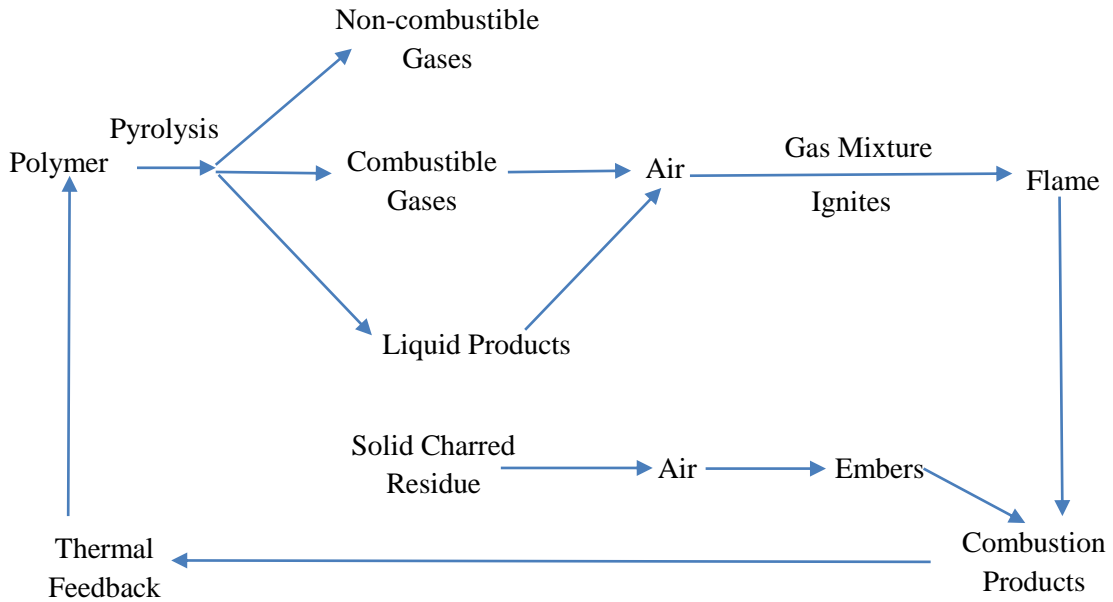 Non-combustible
Gases
Pyrolysis
Polymer
Combustible
Gases
Air
Gas Mixture
Ignites
Flame
Liquid Products
Solid Charred
Residue
Air
Embers
Thermal
Feedback
Combustion
Products